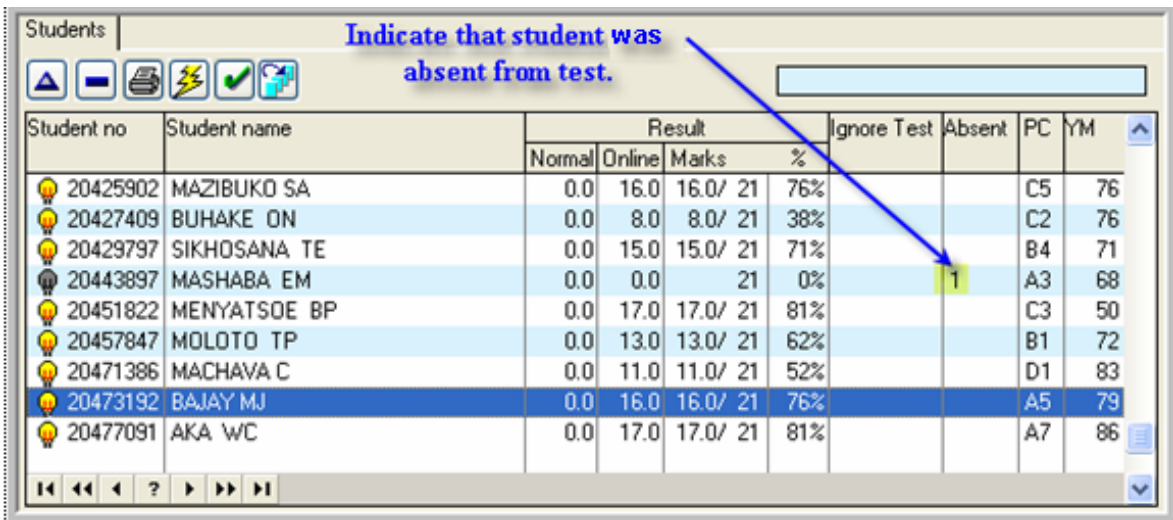 Students
Indicate that student was
absent from test.
Student no Student name Result Ignore Test Absent PC YM
Normal Online Marks %
20425902 MAZIBUKO SA 0.0 16.0 16.0/ 21 76% C5 76
20427409 BUHAKE ON 0.0 8.0 8.0/ 21 38% C2 76
20429797 SIKHOSANA TE 0.0 15.0 15.0/ 21 71% B4 71
20443897 MASHABA EM 0.0 0.0 21 0% 1 A3 68
20451822 MENYATSOE BP 0.0 17.0 17.0/ 21 81% C3 50
20457847 MOLOTO TP 0.0 13.0 13.0/ 21 62% B1 72
20471386 MACHAVA C 0.0 11.0 11.0/ 21 52% D1 83
20473192 BAJAY MJ 0.0 16.0 16.0/ 21 76% A5 79
20477091 AKA WC 0.0 17.0 17.0/ 21 81% A7 86
?